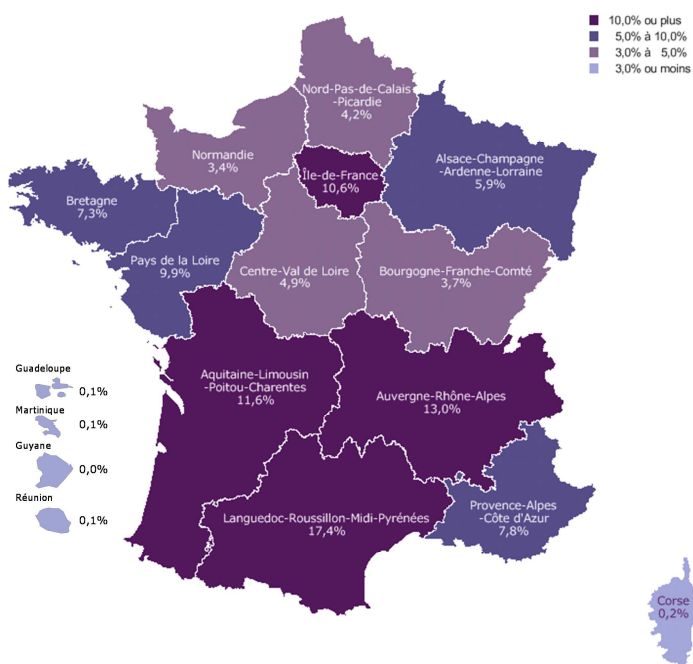 10,0% ou plus
5,0% à 10,0%
3,0% à 5,0%
3,0% ou moins
Nord-Pas-de-Calais
-Picardie
4,2%
Normandie
3,4%
Île-de-France
10,6%
Alsace-Champagne
-Ardenne-Lorraine
5,9%
Bretagne
7,3%
Pays de la Loire
9,9%
Centre-Val de Loire
4,9%
Bourgogne-Franche-Comté
3,7%
Aquitaine-Limousin
-Poitou-Charentes
11,6%
Auvergne-Rhône-Alpes
13,0%
Guadeloupe
0,1%
Martinique
0,1%
Guyane
0,0%
Réunion
0,1%
Languedoc-Roussillon-Midi-Pyrénées
17,4%
Provence-Alpes
-Côte d'Azur
7,8%
Corse
0,2%